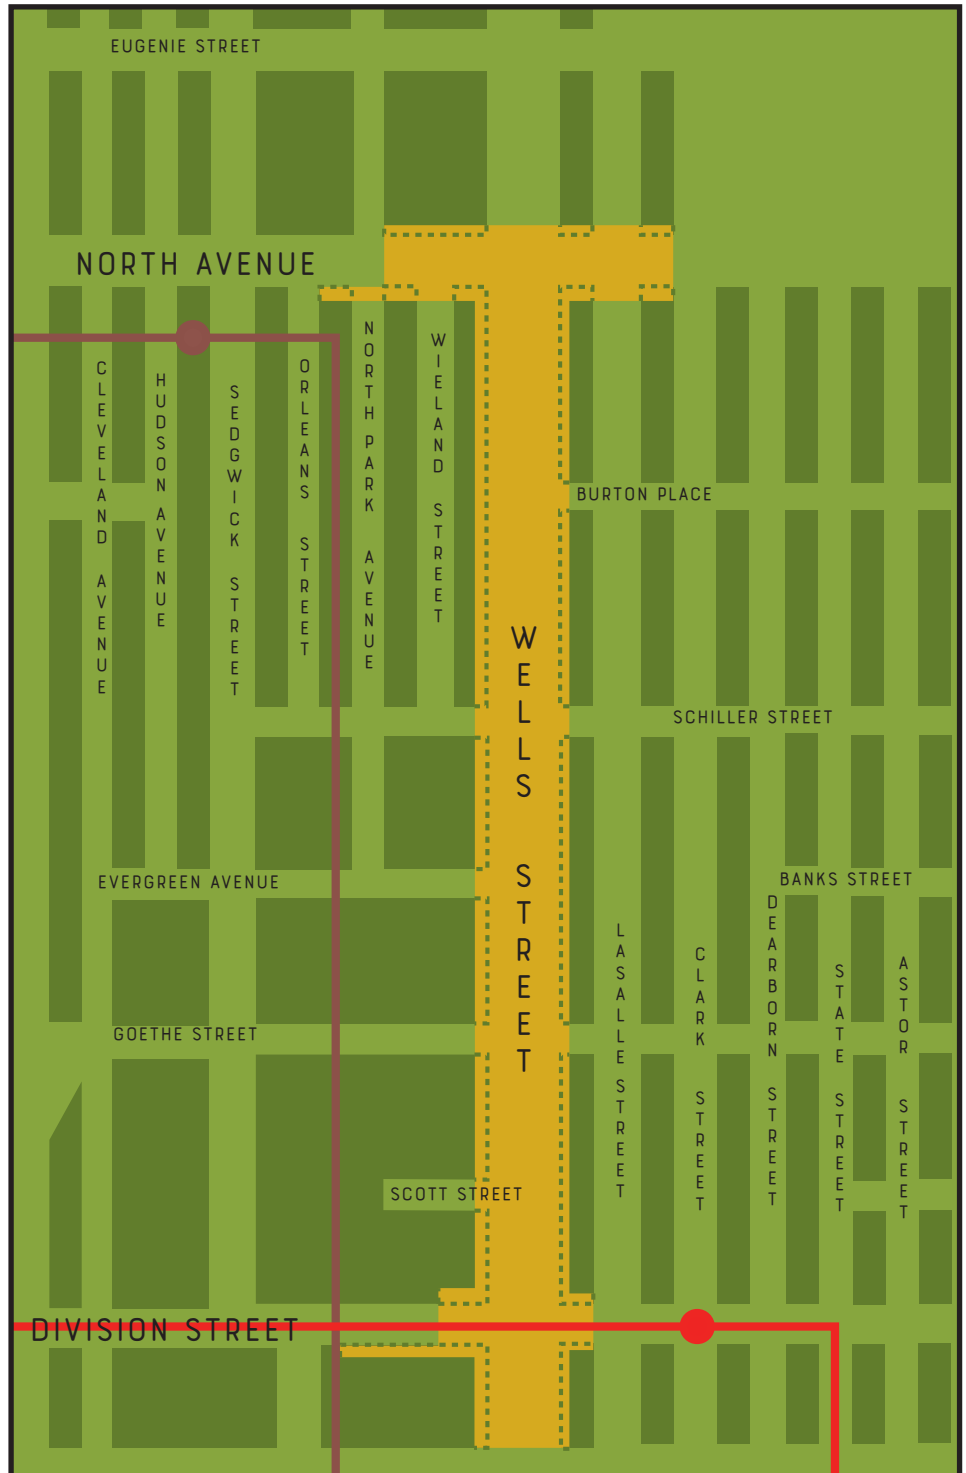 EUGENIE STREET
NORTH AVENUE
CLEVELAND AVENUE
HUDSON AVENUE
SEDGWICK STREET
ORLEANS STREET
NORTH PARK AVENUE
WIELAND STREET
BURTON PLACE
WELLS STREET
SCHILLER STREET
EVERGREEN AVENUE
BANKS STREET
LASALLE STREET
CLARK STREET
DEARBORN STREET
STATE STREET
ASTOR STREET
GOETHE STREET
SCOTT STREET
DIVISION STREET